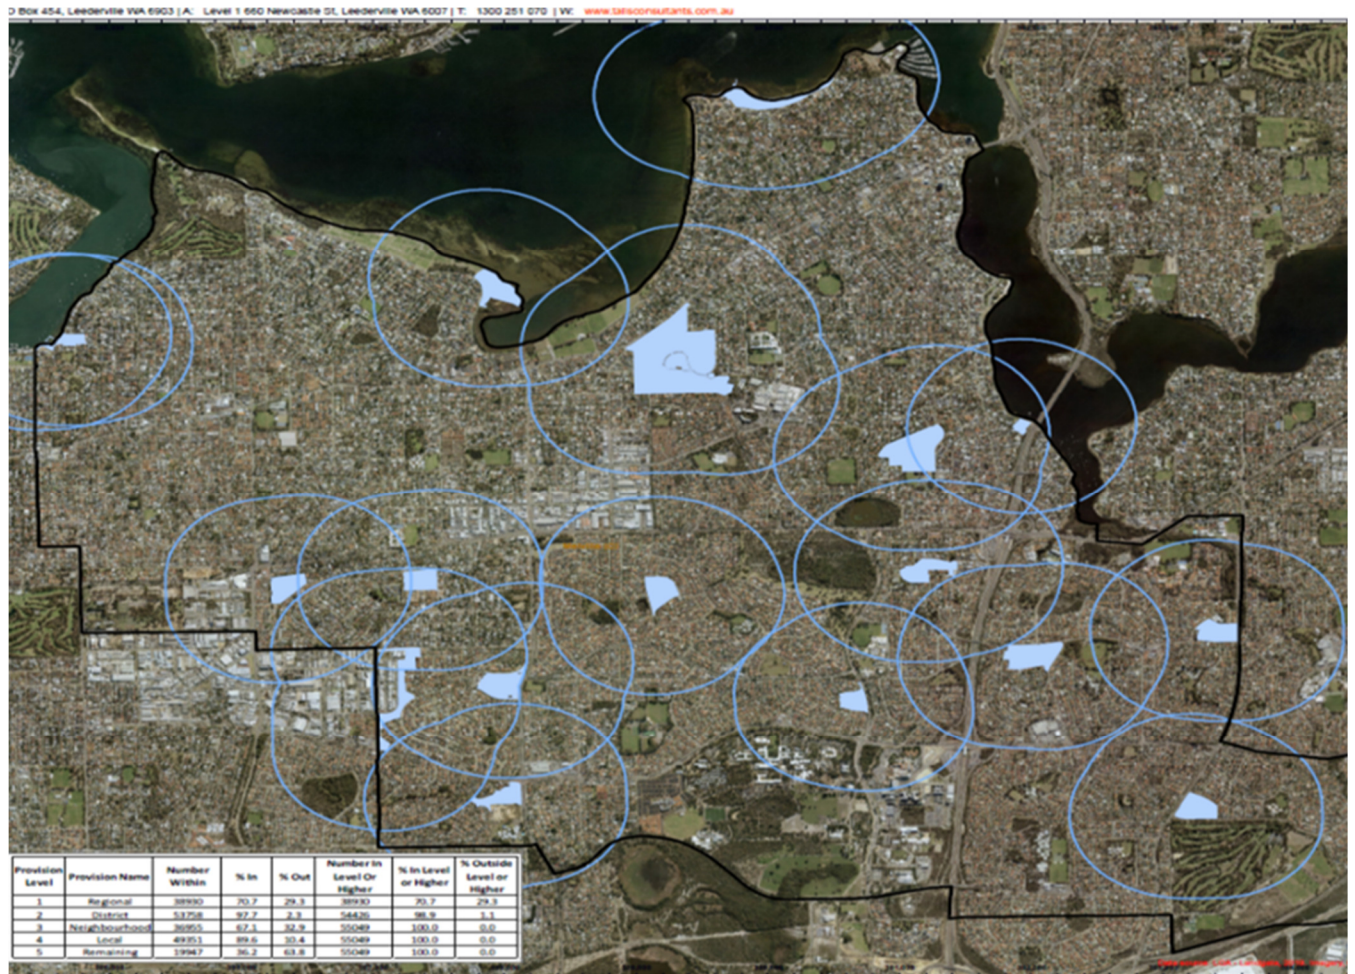 O Box 454, Leederville WA 6903 | A: Level 1 660 Newcastle St, Leederville WA 6007 | T: 1300 251 070 | W: www.talisconsultants.com.au
Provision Level Provision Name Number Within % In % Out Number In Level Or Higher % In Level or Higher % Outside Level or Higher
1 Regional 38930 70.7 29.3 38930 70.7 29.3
2 District 53758 97.7 2.3 54426 98.9 1.1
3 Neighbourhood 36955 67.1 32.9 55049 100.0 0.0
4 Local 49351 89.6 10.4 55049 100.0 0.0
5 Remaining 19947 36.2 63.8 55049 100.0 0.0